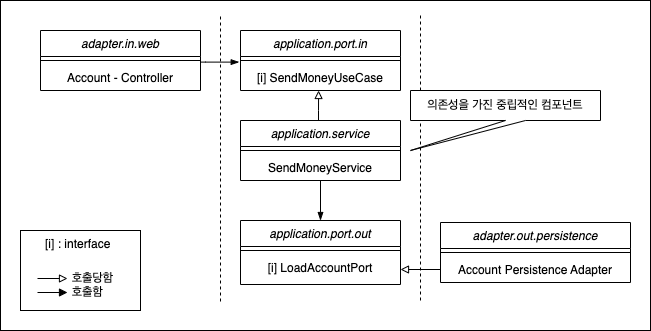 adapter.in.web
Account - Controller
application.port.in
[i] SendMoneyUseCase
의존성을 가진 중립적인 컴포넌트
application.service
SendMoneyService
application.port.out
[i] LoadAccountPort
adapter.out.persistence
Account Persistence Adapter
[i] : interface
호출당함
호출함